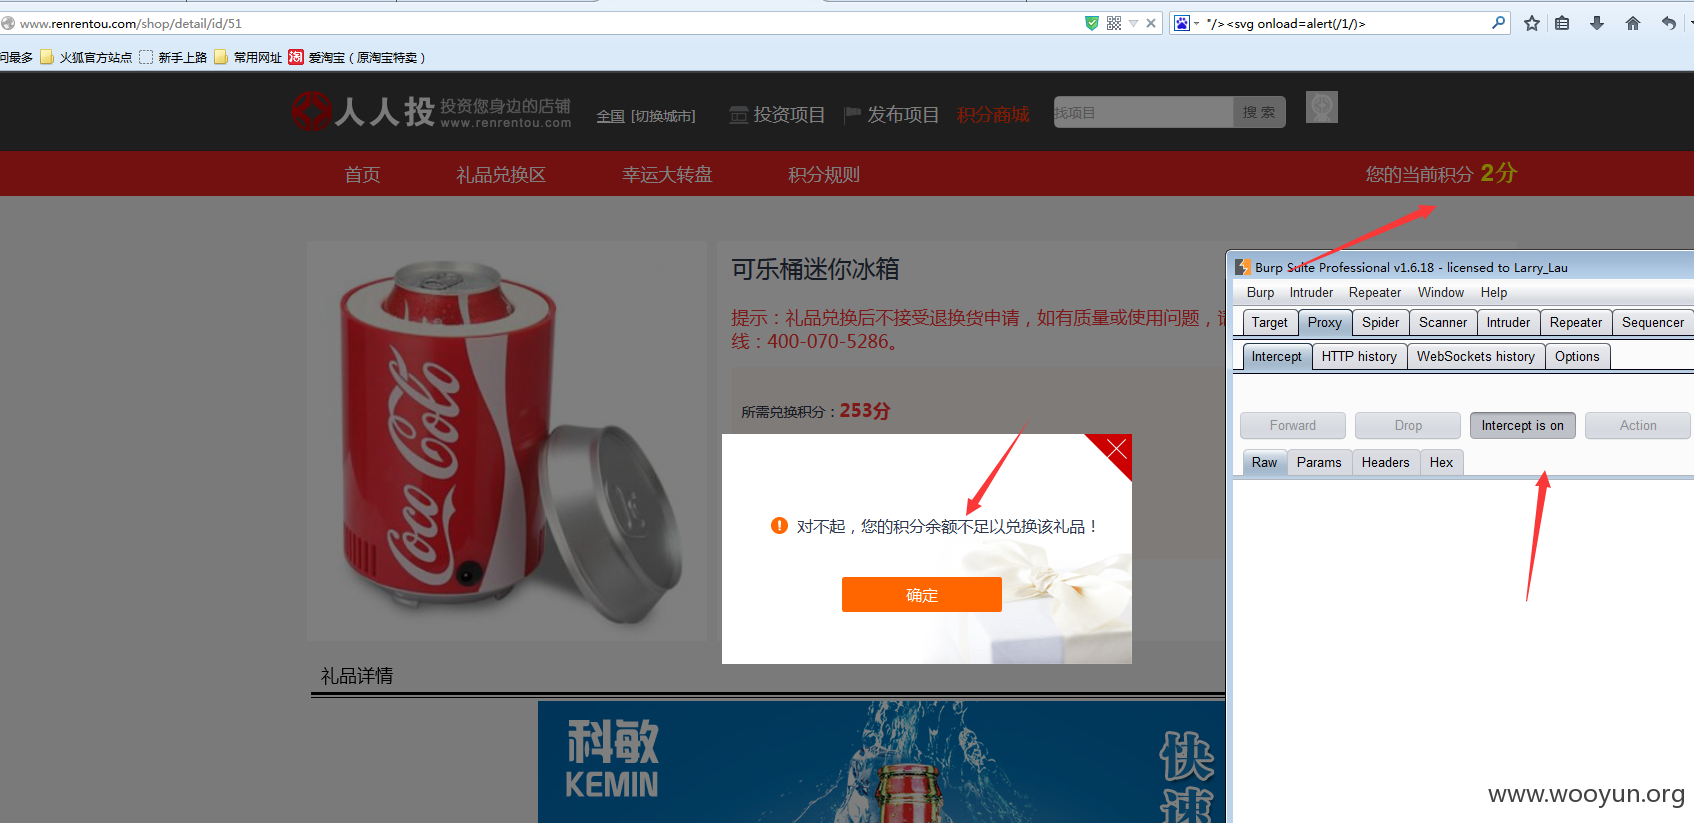 www.renrentou.com/shop/detail/id/51
"/><svg onload=alert(/1/)>
问最多 火狐官方站点 新手上路 常用网址 淘 爱淘宝（原淘宝特卖）
人人投 投资您身边的店铺
www.renrentou.com
全国 [切换城市]
投资项目 发布项目 积分商城
找项目 搜 索
首页 礼品兑换区 幸运大转盘 积分规则
您的当前积分 2分
可乐桶迷你冰箱
提示：礼品兑换后不接受退换货申请，如有质量或使用问题，
线：400-070-5286。
所需兑换积分：253分
Coca Cola
对不起，您的积分余额不足以兑换该礼品！
确定
礼品详情
科敏
KEMIN
快速
Burp Suite Professional v1.6.18 - licensed to Larry_Lau
Burp Intruder Repeater Window Help
Target Proxy Spider Scanner Intruder Repeater Sequencer
Intercept HTTP history WebSockets history Options
Forward Drop Intercept is on Action
Raw Params Headers Hex
www.wooyun.org